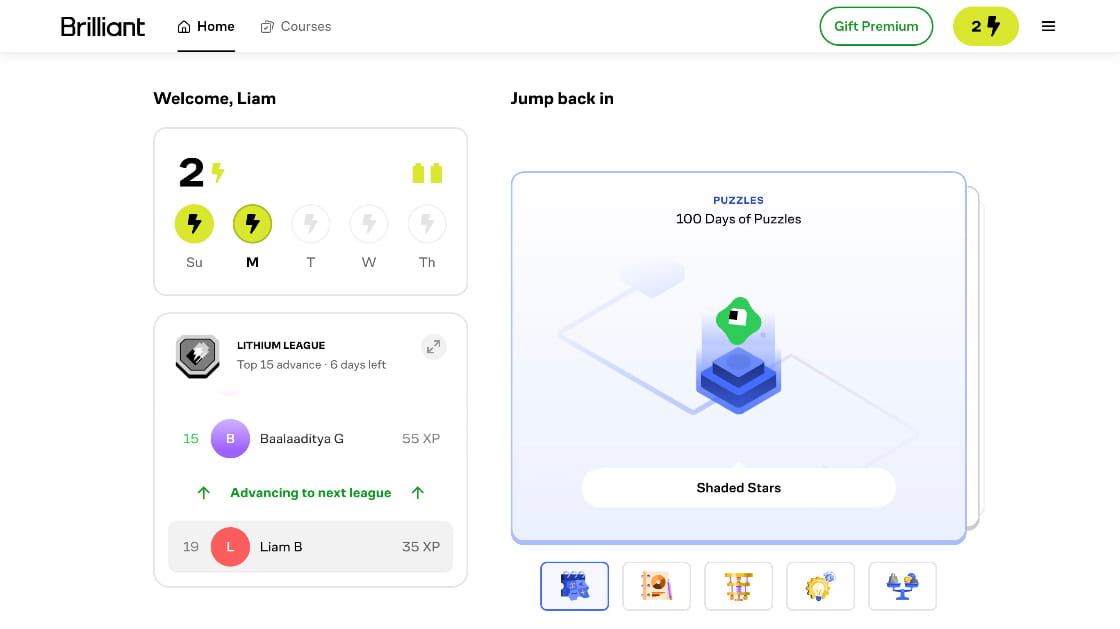 Brilliant
Home
Courses
Gift Premium
2
Welcome, Liam
Jump back in
2
Su
M
T
W
Th
LITHIUM LEAGUE
Top 15 advance · 6 days left
15 B Baalaaditya G 55 XP
Advancing to next league
19 L Liam B 35 XP
PUZZLES
100 Days of Puzzles
Shaded Stars